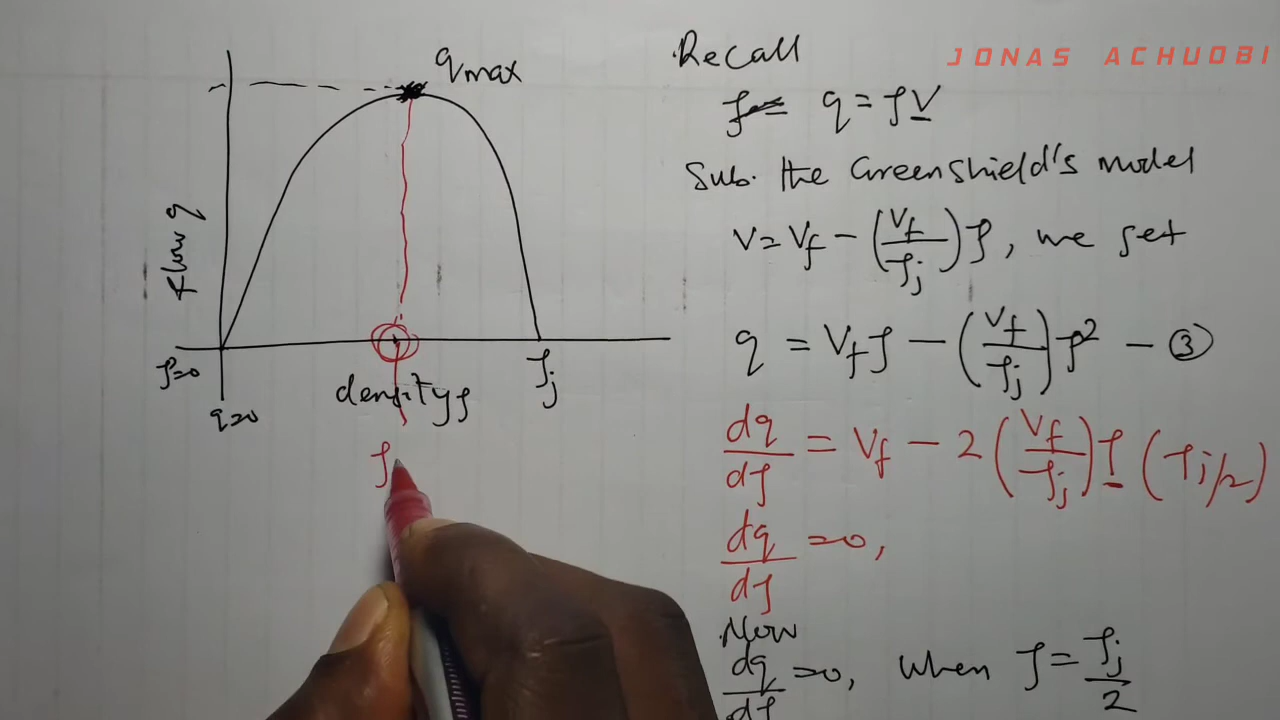 JONAS ACHUOBI
qmax
Flow q
ρ=0
q=0
density ρ
ρj
ρ
Recall
q = ρV
Sub. the Greenshield's model
V = Vf − (Vf/ρj)ρ, we get
q = Vfρ − (Vf/ρj)ρ² − ③
dq/dρ = Vf − 2(Vf/ρj)ρ (ρj/2)
dq/dρ = 0,
Now
dq/dρ = 0, when ρ = ρj/2